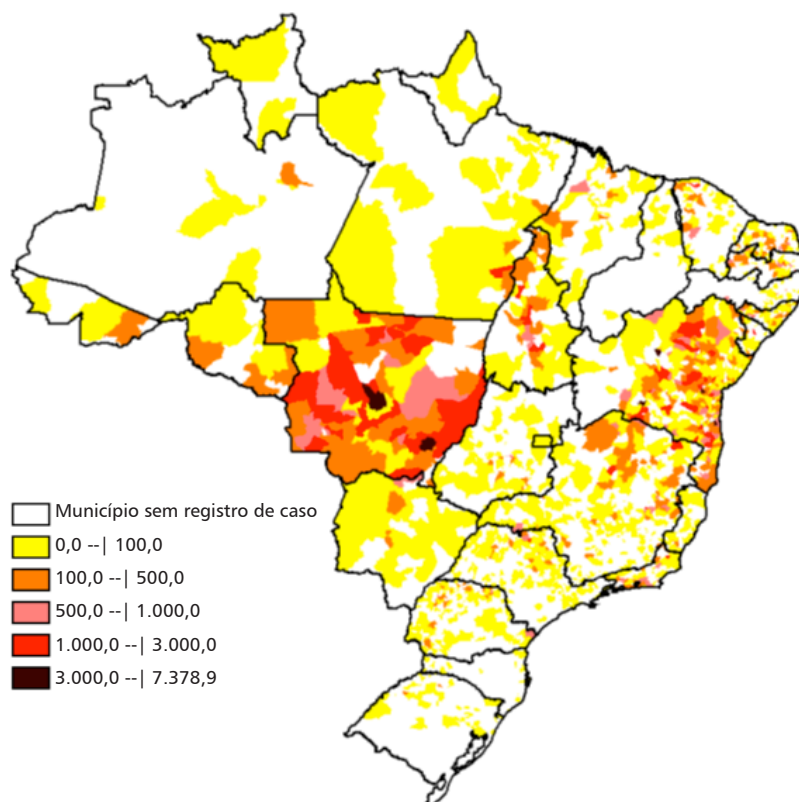 Município sem registro de caso
0,0 --| 100,0
100,0 --| 500,0
500,0 --| 1.000,0
1.000,0 --| 3.000,0
3.000,0 --| 7.378,9